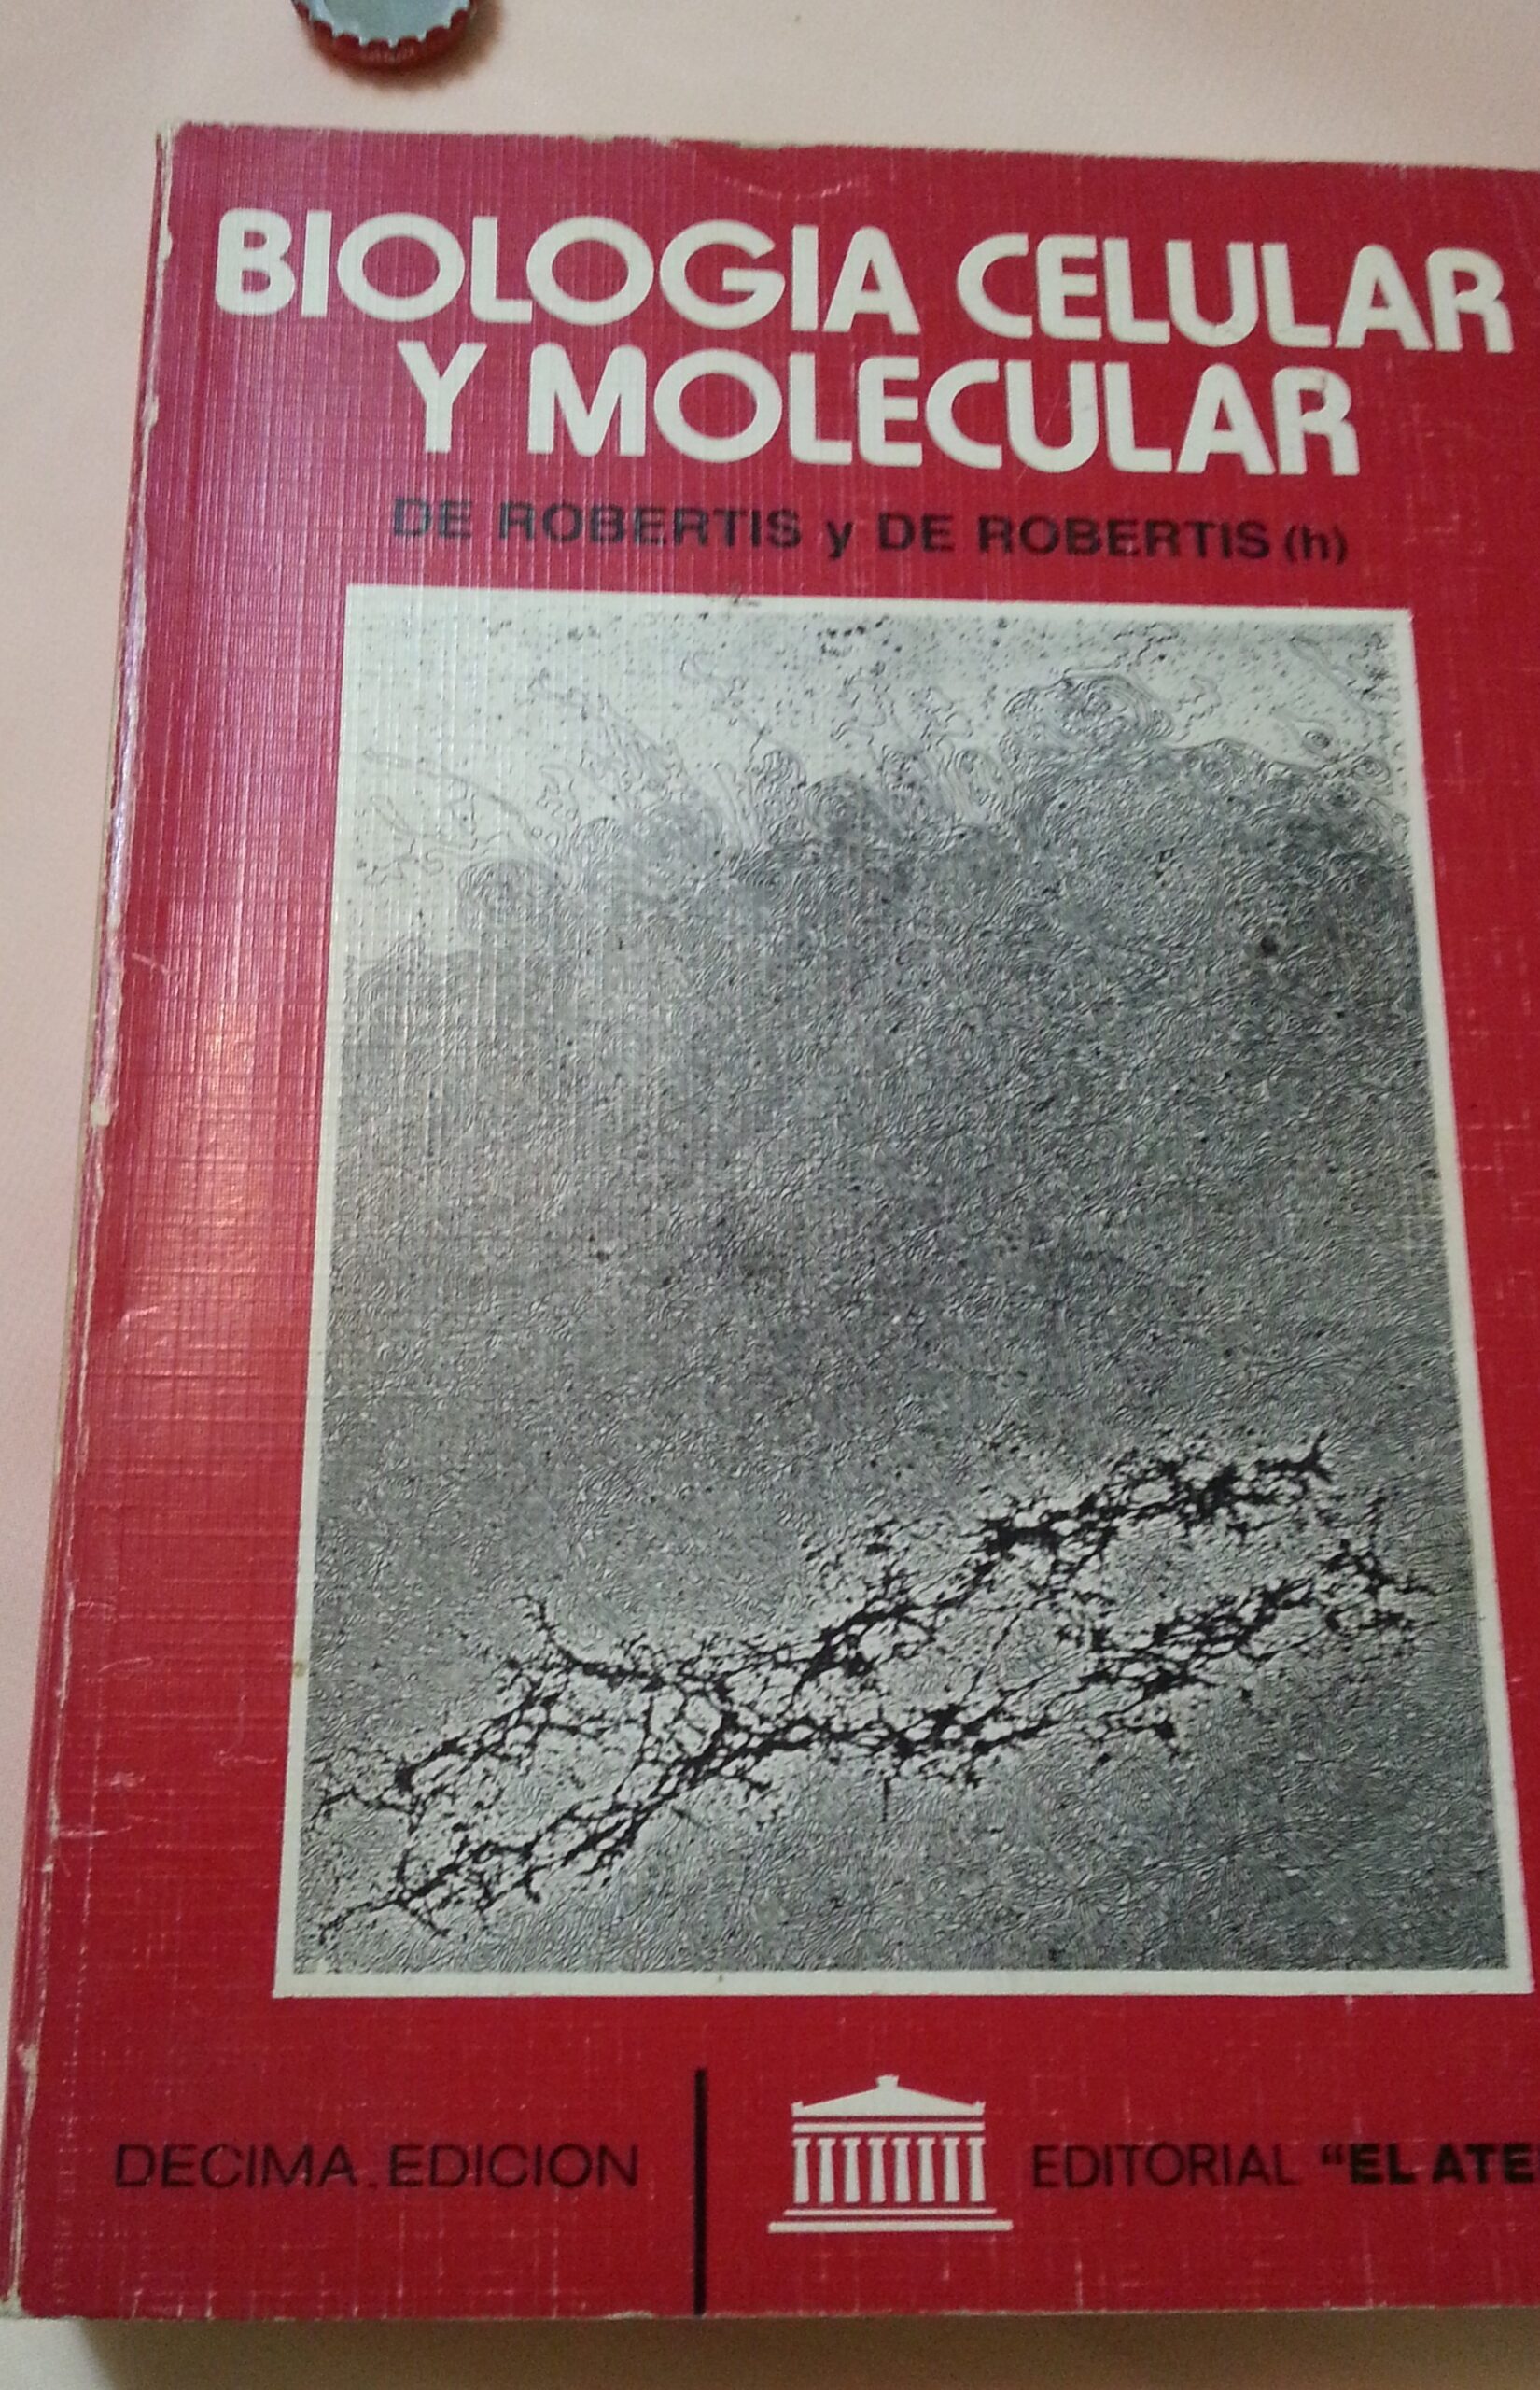 BIOLOGIA CELULAR
Y MOLECULAR
DE ROBERTIS y DE ROBERTIS (h)
DECIMA EDICION
EDITORIAL "EL ATE